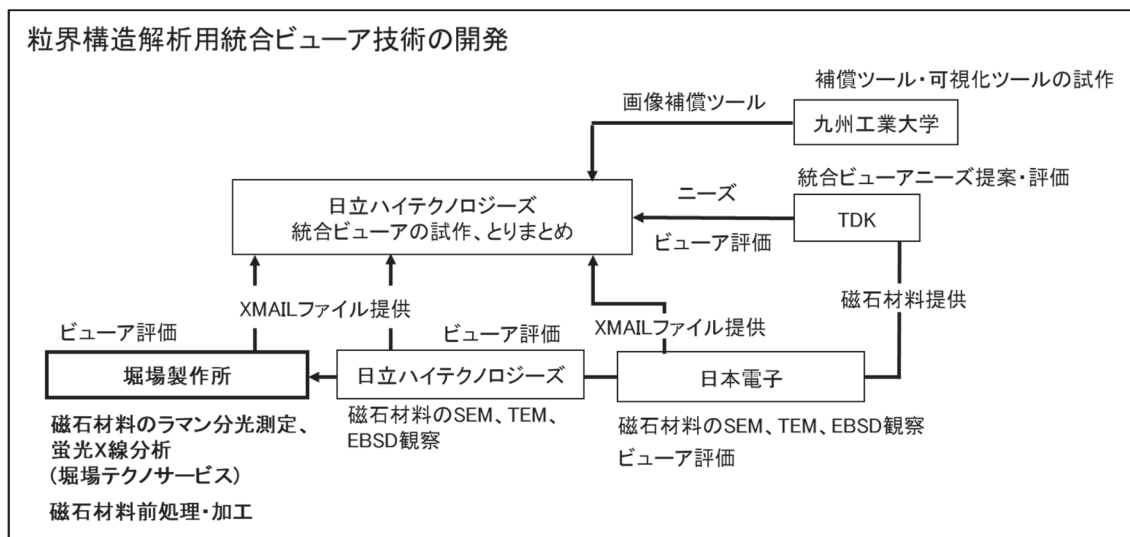 粒界構造解析用統合ビューア技術の開発
補償ツール・可視化ツールの試作
画像補償ツール
九州工業大学
統合ビューアニーズ提案・評価
日立ハイテクノロジーズ
統合ビューアの試作、とりまとめ
ニーズ
TDK
ビューア評価
磁石材料提供
XMAILファイル提供
XMAILファイル提供
ビューア評価
ビューア評価
堀場製作所
日立ハイテクノロジーズ
日本電子
磁石材料のラマン分光測定、
蛍光X線分析
(堀場テクノサービス)
磁石材料前処理・加工
磁石材料のSEM、TEM、
EBSD観察
磁石材料のSEM、TEM、EBSD観察
ビューア評価